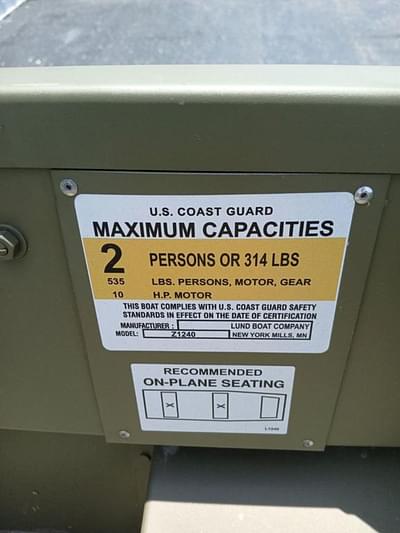 U.S. COAST GUARD
MAXIMUM CAPACITIES
2 PERSONS OR 314 LBS
535 LBS. PERSONS, MOTOR, GEAR
10 H.P. MOTOR
THIS BOAT COMPLIES WITH U.S. COAST GUARD SAFETY
STANDARDS IN EFFECT ON THE DATE OF CERTIFICATION
MANUFACTURER: LUND BOAT COMPANY
MODEL: Z1240 NEW YORK MILLS, MN
RECOMMENDED
ON-PLANE SEATING
X X
L1240